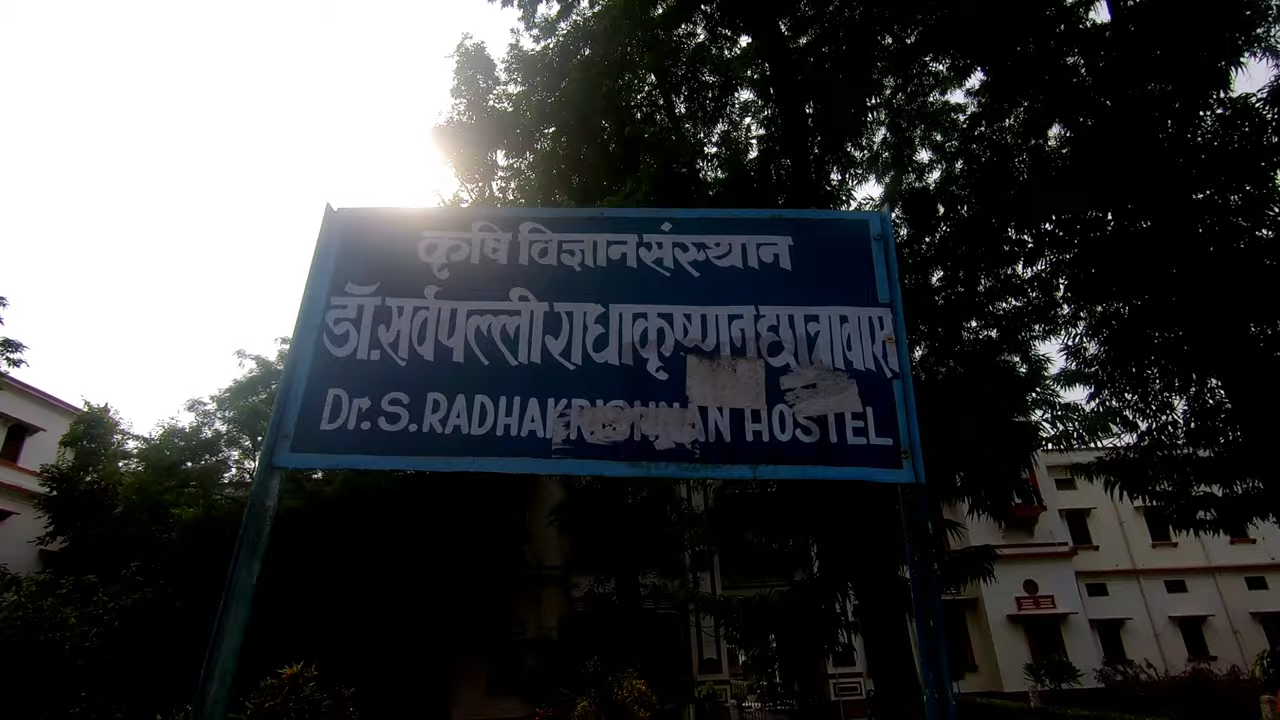 कृषि विज्ञान संस्थान
डॉ. सर्वपल्ली राधाकृष्णन छात्रावास
Dr. S. RADHAKRISHNAN HOSTEL